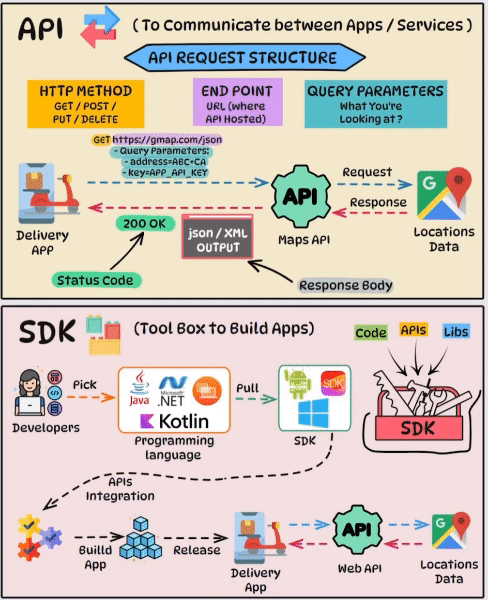 API
(To Communicate between Apps / Services)
API REQUEST STRUCTURE
HTTP METHOD
GET / POST /
PUT / DELETE
END POINT
URL (where
API Hosted)
QUERY PARAMETERS
What You're
Looking at ?
GET https://gmap.com/json
- Query Parameters:
- address=ABC+CA
- key=APP_API_KEY
API
Request
Response
G
Delivery
APP
200 OK
json / XML
OUTPUT
Maps API
Locations
Data
Status Code
Response Body
SDK
(Tool Box to Build Apps)
Code
APIs
Libs
Pick
Pull
Java
Microsoft
.NET
Kotlin
SDK
SDK
Developers
Programming
language
SDK
APIs
Integration
Builld
App
Release
API
G
Delivery
App
Web API
Locations
Data